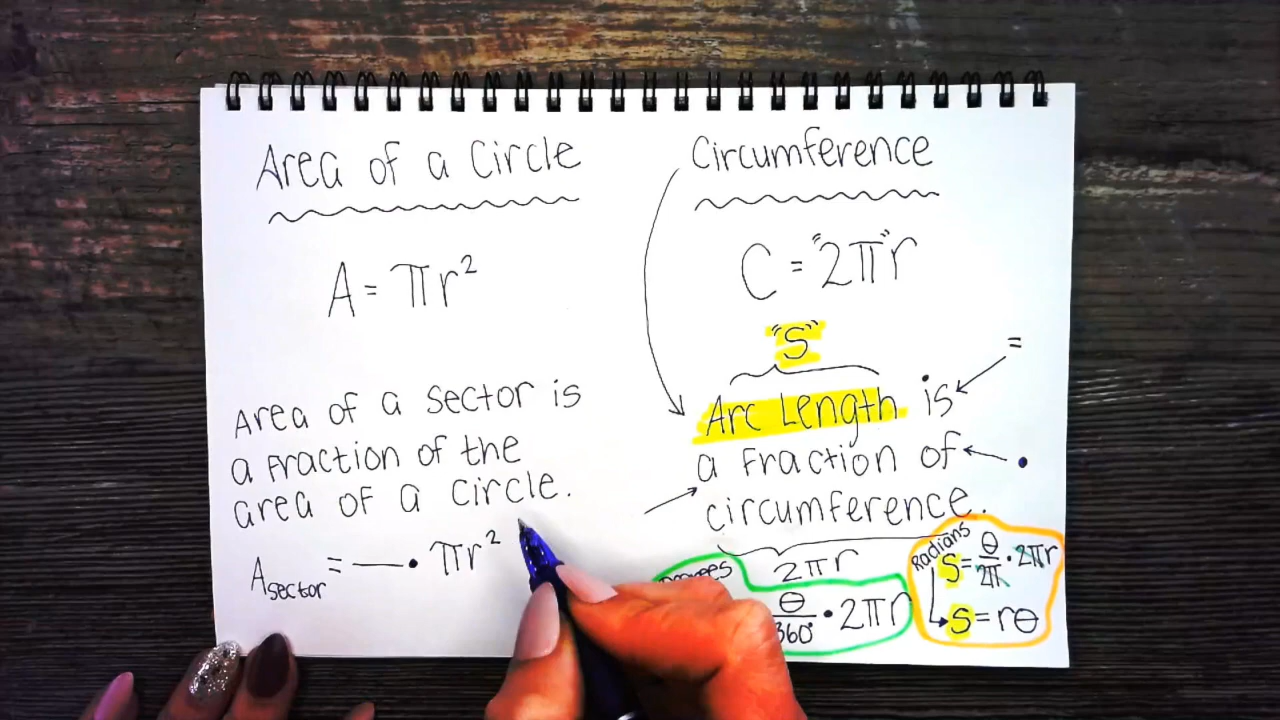 Area of a Circle
A = πr²
Area of a sector is
a fraction of the
area of a circle.
A sector = — • πr²
Circumference
C = "2π"r
"S"
=
Arc Length is
a fraction of •
circumference.
2πr
θ/360° • 2πr
Radians
S = θ/2π • 2πr
S = rθ